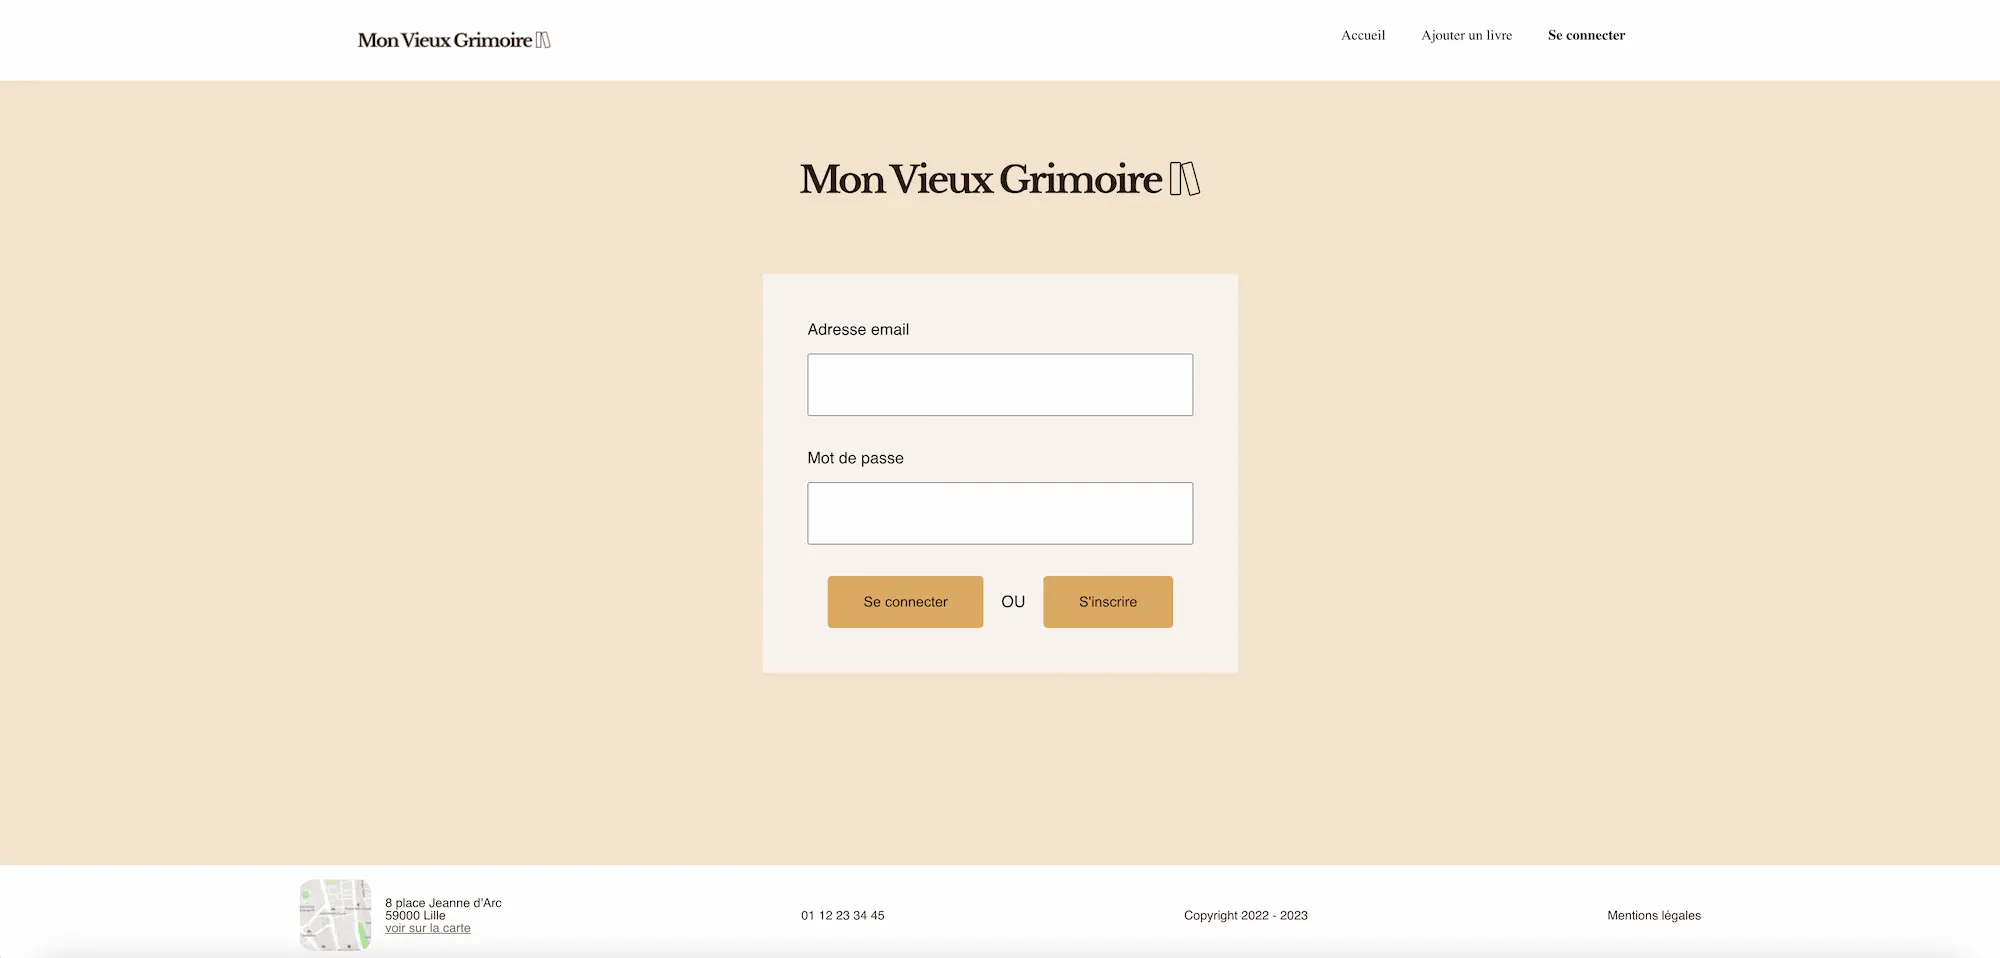 Mon Vieux Grimoire
Accueil
Ajouter un livre
Se connecter
Mon Vieux Grimoire
Adresse email
Mot de passe
Se connecter
OU
S'inscrire
8 place Jeanne d'Arc
59000 Lille
voir sur la carte
01 12 23 34 45
Copyright 2022 - 2023
Mentions légales